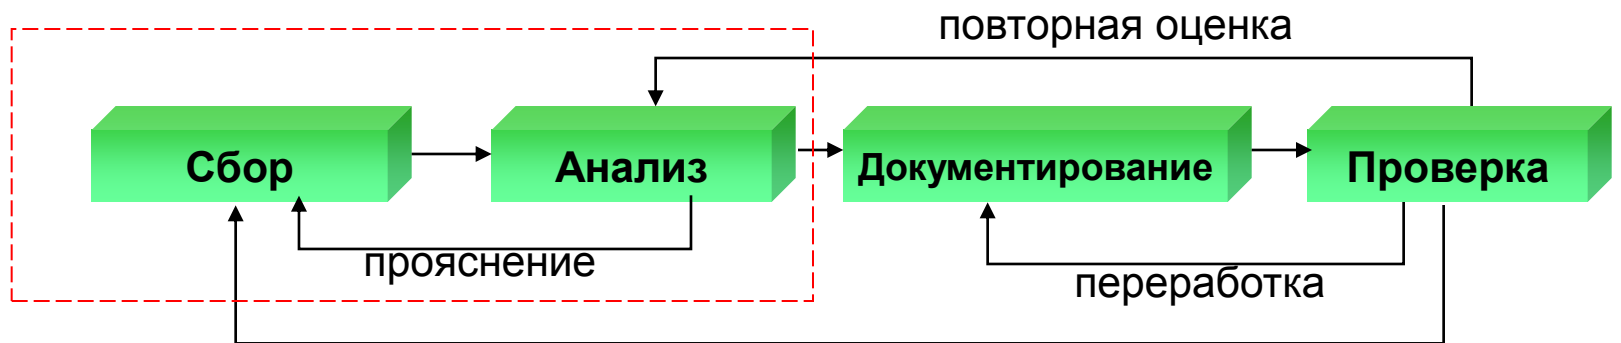 повторная оценка
Сбор
Анализ
Документирование
Проверка
прояснение
переработка